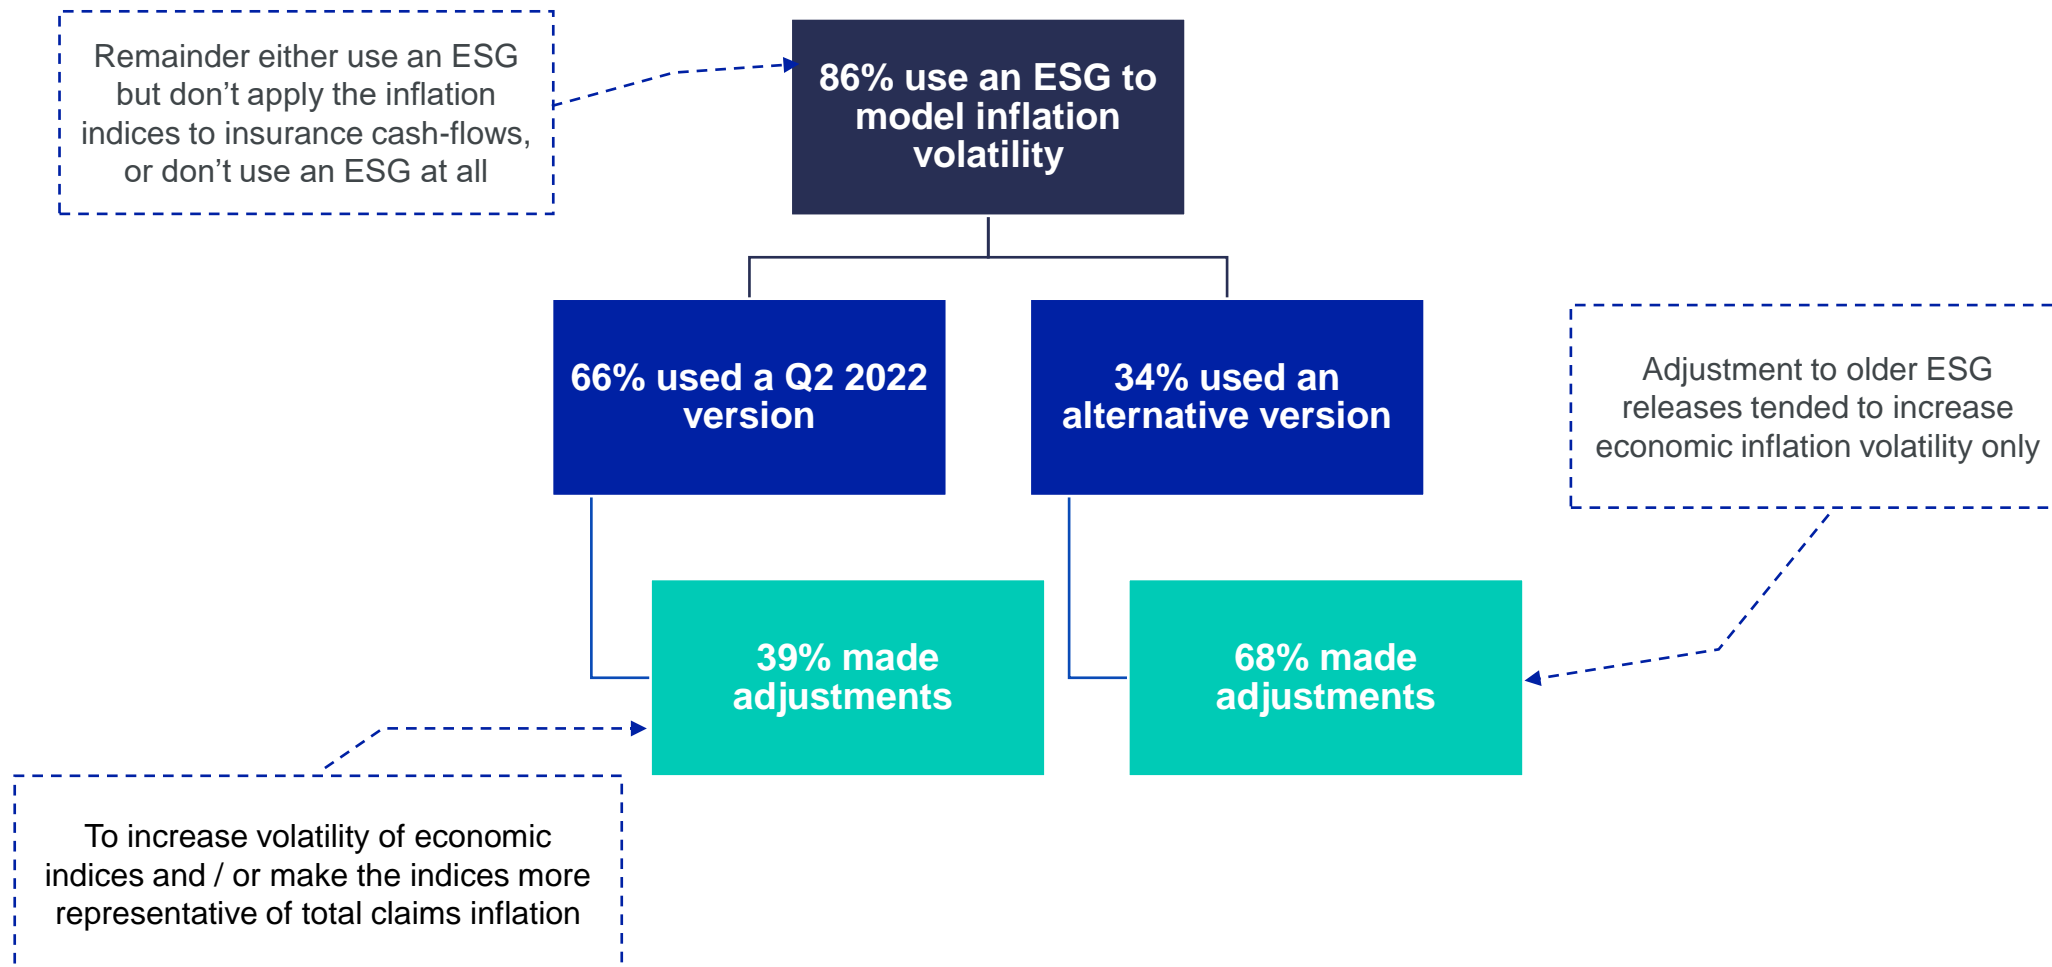 Remainder either use an ESG
but don’t apply the inflation
indices to insurance cash-flows,
or don’t use an ESG at all
86% use an ESG to
model inflation
volatility
66% used a Q2 2022
version
34% used an
alternative version
Adjustment to older ESG
releases tended to increase
economic inflation volatility only
39% made
adjustments
68% made
adjustments
To increase volatility of economic
indices and / or make the indices more
representative of total claims inflation